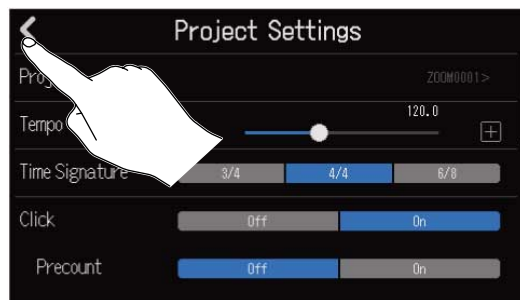 Project Settings
ZOOM0001>
120.0
Tempo
Time Signature 3/4 4/4 6/8
Click Off On
Precount Off On